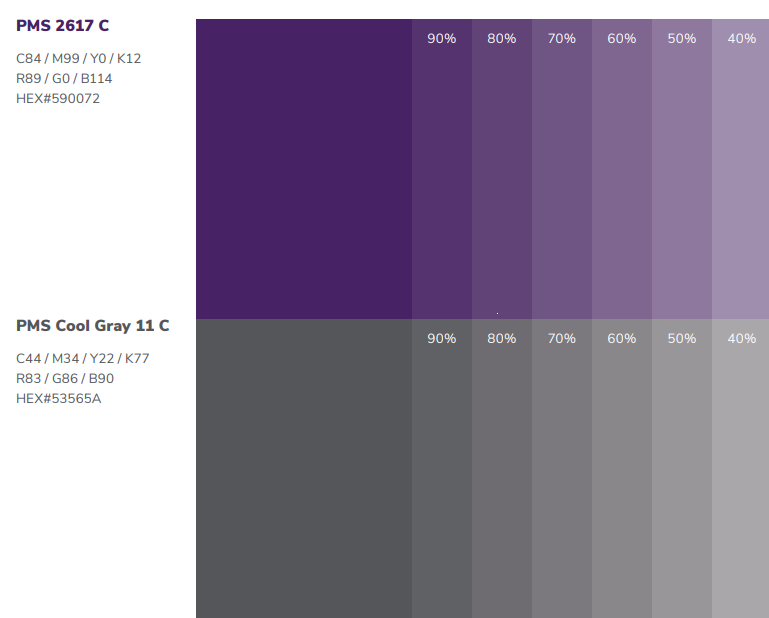 PMS 2617 C
C84 / M99 / Y0 / K12
R89 / G0 / B114
HEX#590072
90% 80% 70% 60% 50% 40%
PMS Cool Gray 11 C
C44 / M34 / Y22 / K77
R83 / G86 / B90
HEX#53565A
90% 80% 70% 60% 50% 40%